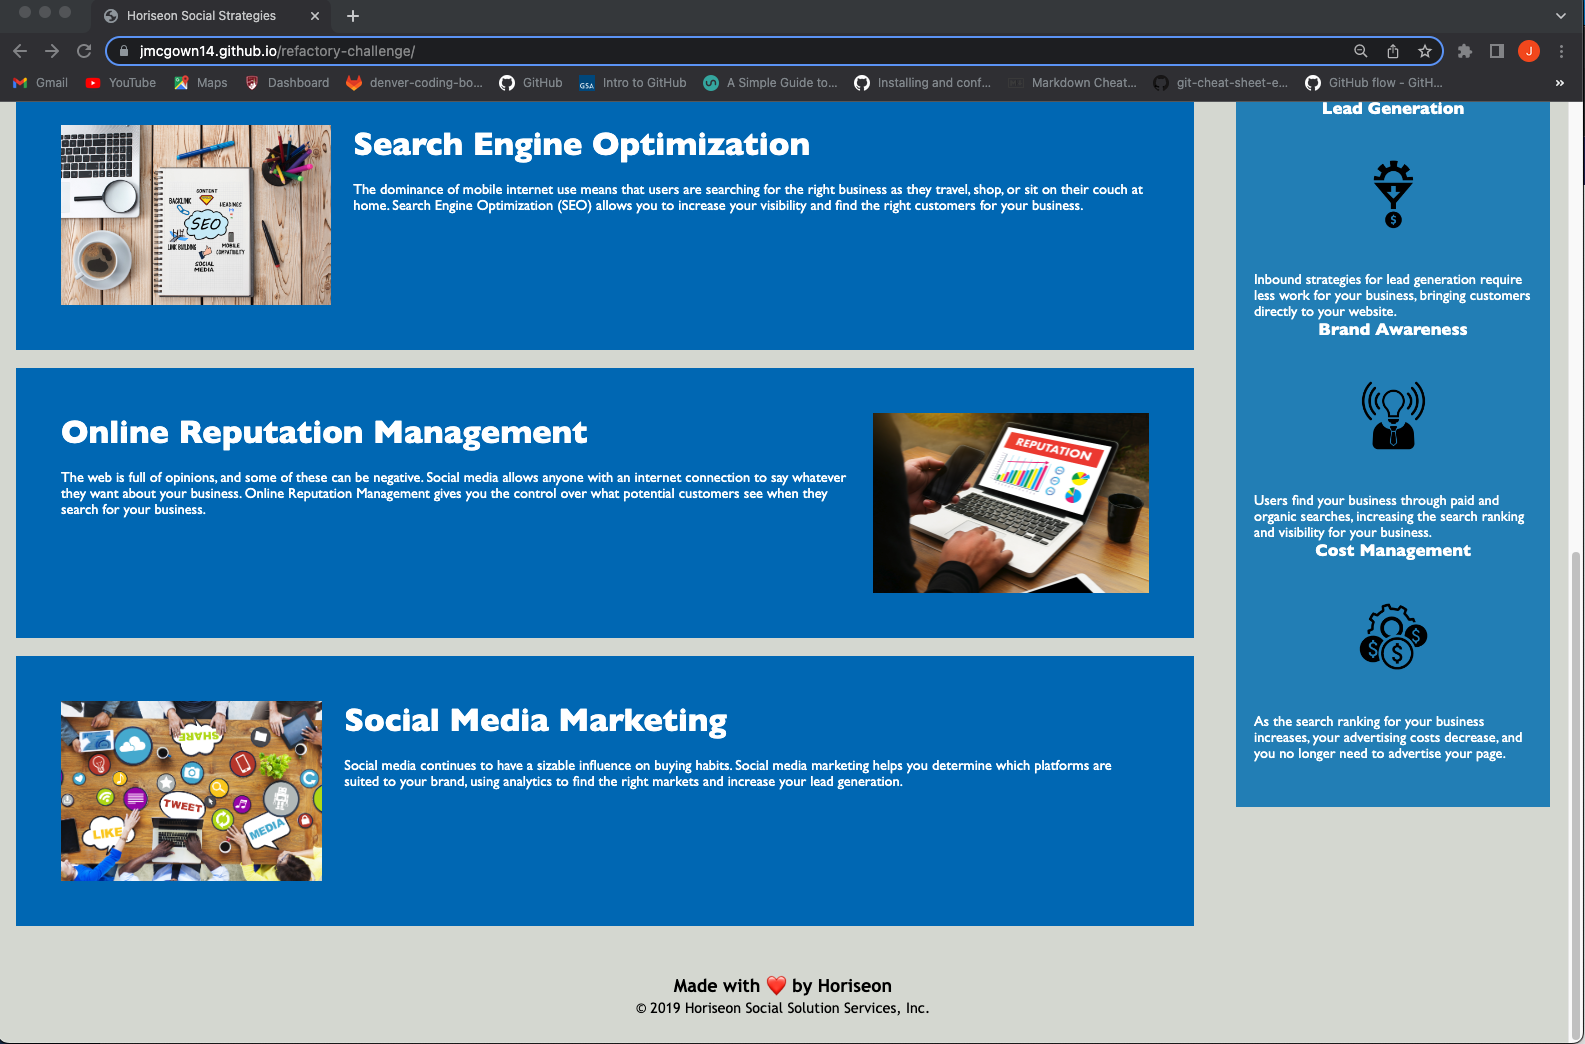 Horiseon Social Strategies
jmcgown14.github.io/refactory-challenge/
J
Gmail
YouTube
Maps
Dashboard
denver-coding-bo...
GitHub
GSA
Intro to GitHub
A Simple Guide to...
Installing and conf...
Markdown Cheat...
git-cheat-sheet-e...
GitHub flow - GitH...
Search Engine Optimization
The dominance of mobile internet use means that users are searching for the right business as they travel, shop, or sit on their couch at
home. Search Engine Optimization (SEO) allows you to increase your visibility and find the right customers for your business.
CONTENT
BACKLINK
HEADINGS
SEO
LINK BUILDING
MOBILE
COMPATIBILITY
SOCIAL
MEDIA
Online Reputation Management
The web is full of opinions, and some of these can be negative. Social media allows anyone with an internet connection to say whatever
they want about your business. Online Reputation Management gives you the control over what potential customers see when they
search for your business.
REPUTATION
Social Media Marketing
Social media continues to have a sizable influence on buying habits. Social media marketing helps you determine which platforms are
suited to your brand, using analytics to find the right markets and increase your lead generation.
SHARE
TWEET
LIKE
MEDIA
Lead Generation
$
Inbound strategies for lead generation require
less work for your business, bringing customers
directly to your website.
Brand Awareness
Users find your business through paid and
organic searches, increasing the search ranking
and visibility for your business.
Cost Management
$ $ $
As the search ranking for your business
increases, your advertising costs decrease, and
you no longer need to advertise your page.
Made with ❤️ by Horiseon
© 2019 Horiseon Social Solution Services, Inc.